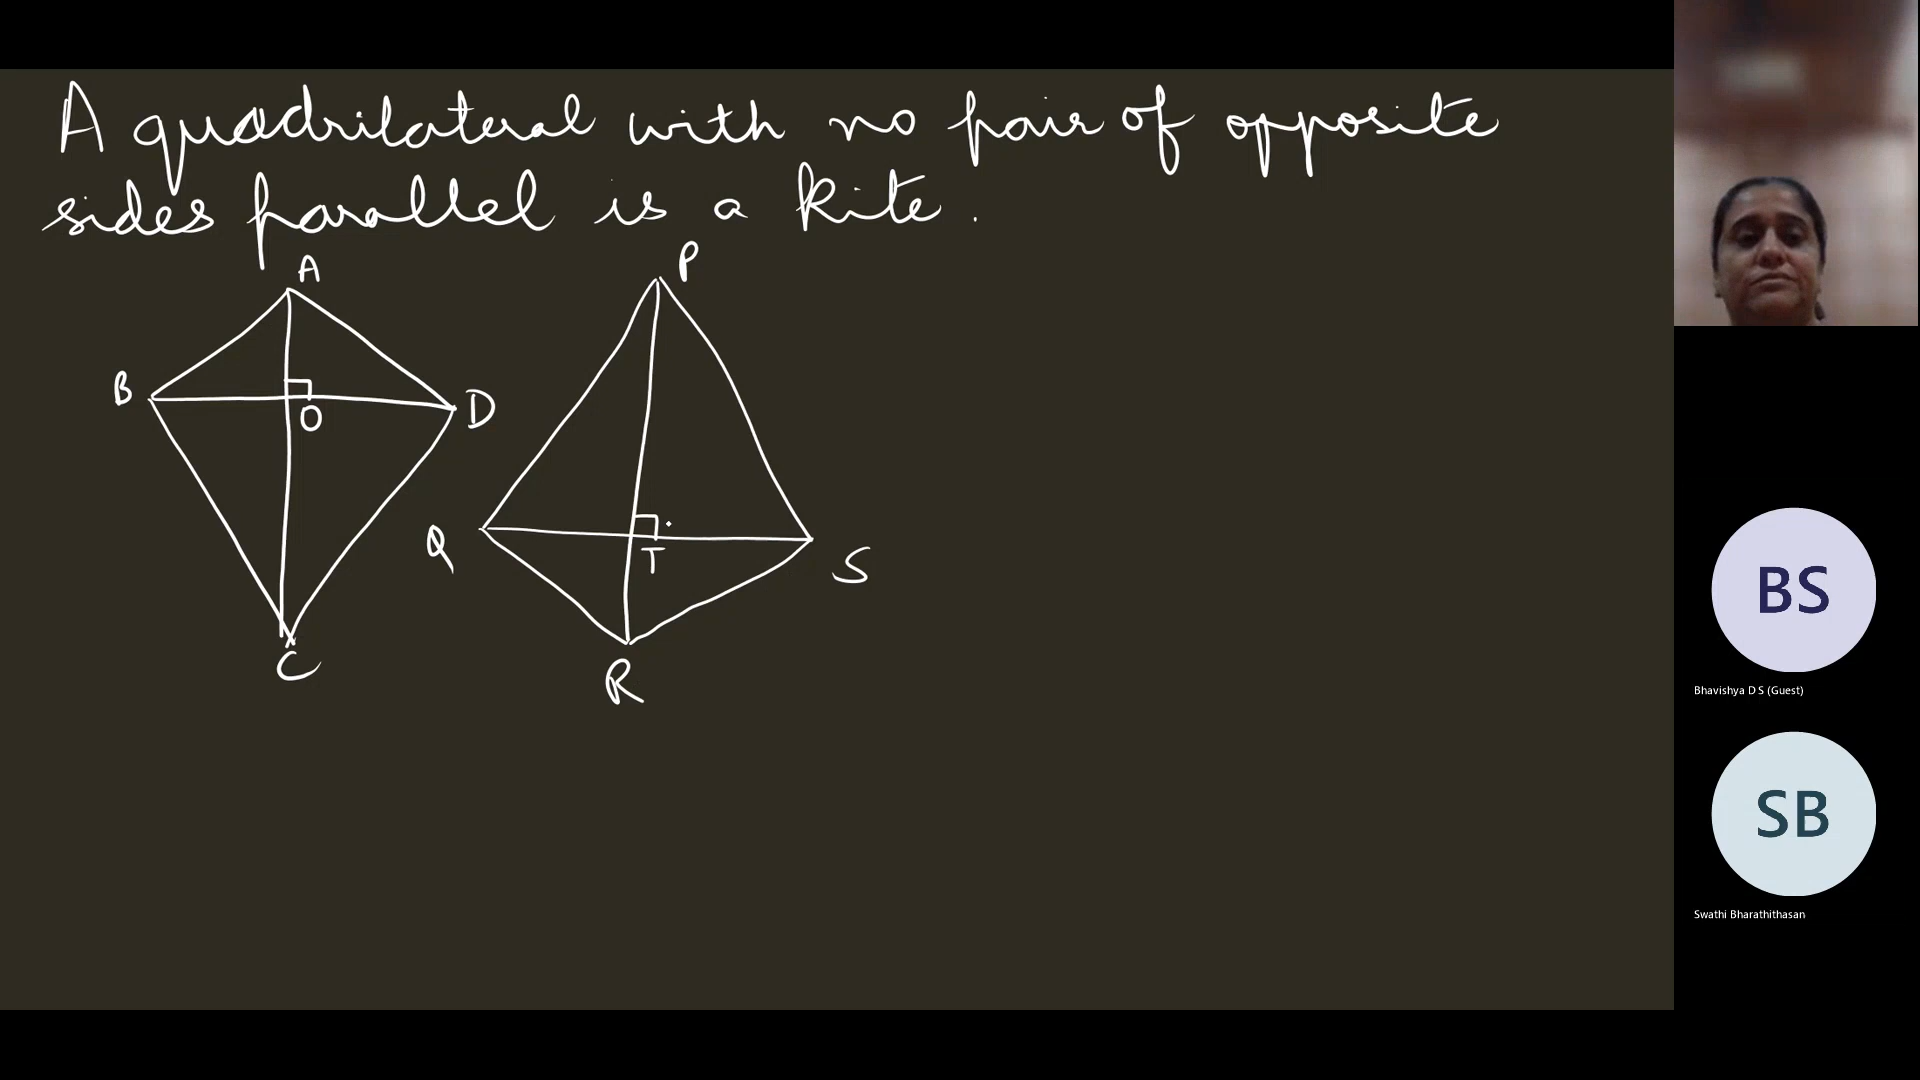 A quadrilateral with no pair of opposite
sides parallel is a kite.
A
P
B
O
D
Q
T
S
C
R
BS
Bhavishya D S (Guest)
SB
Swathi Bharathithasan